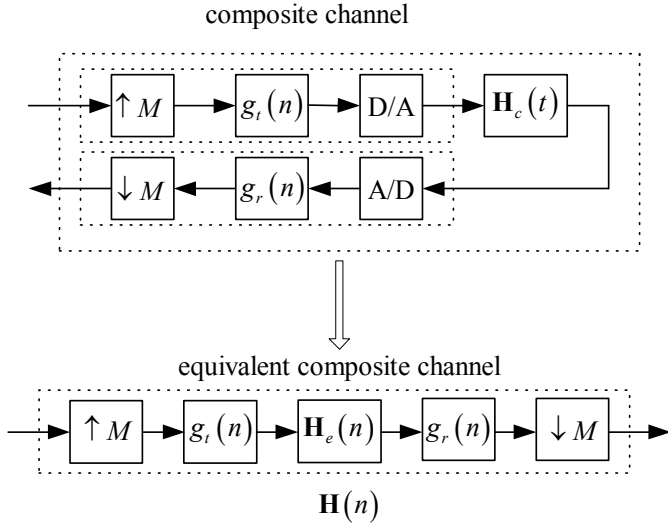 composite channel
↑ M g_t(n) D/A H_c(t)
↓ M g_r(n) A/D
equivalent composite channel
↑ M g_t(n) H_e(n) g_r(n) ↓ M
H(n)